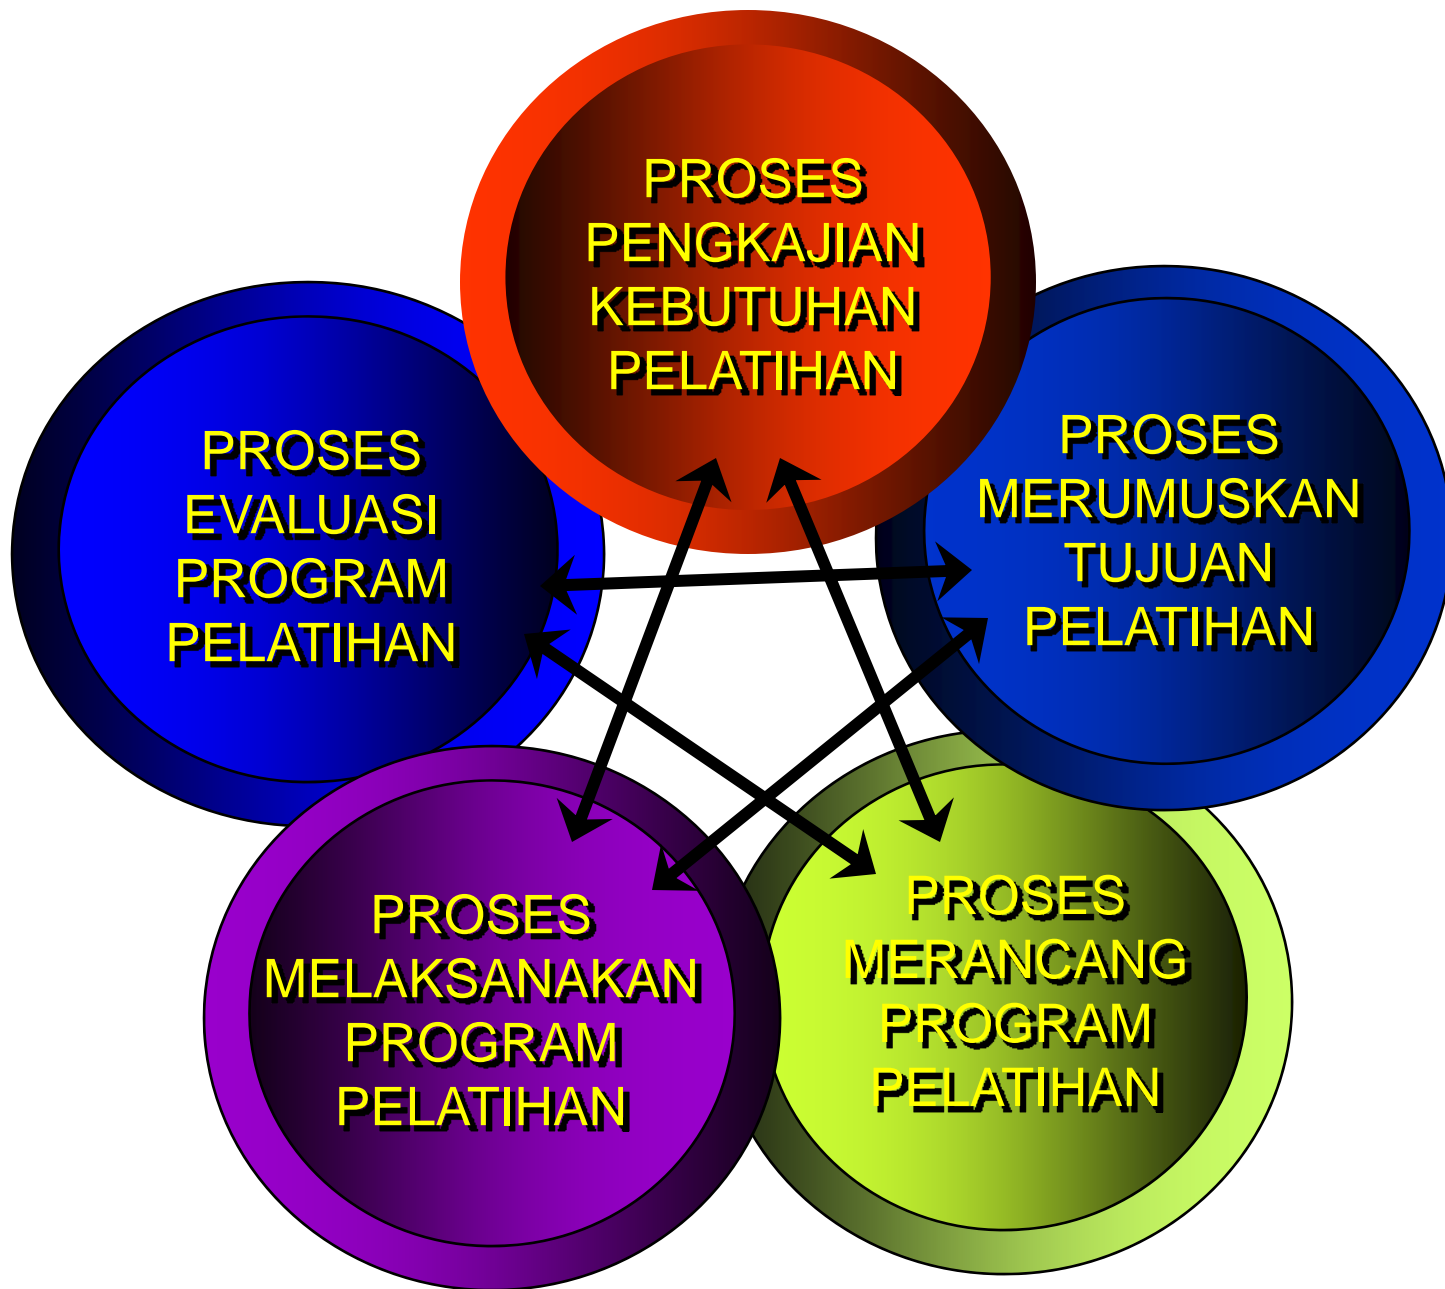 PROSES
PENGKAJIAN
KEBUTUHAN
PELATIHAN
PROSES
MERUMUSKAN
TUJUAN
PELATIHAN
PROSES
MERANCANG
PROGRAM
PELATIHAN
PROSES
MELAKSANAKAN
PROGRAM
PELATIHAN
PROSES
EVALUASI
PROGRAM
PELATIHAN